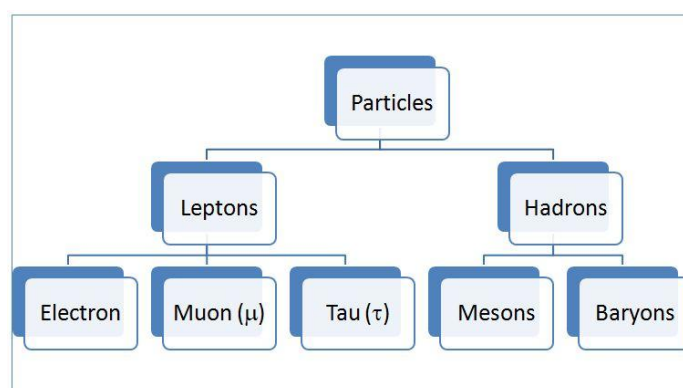 Particles
Leptons
Hadrons
Electron
Muon (μ)
Tau (τ)
Mesons
Baryons